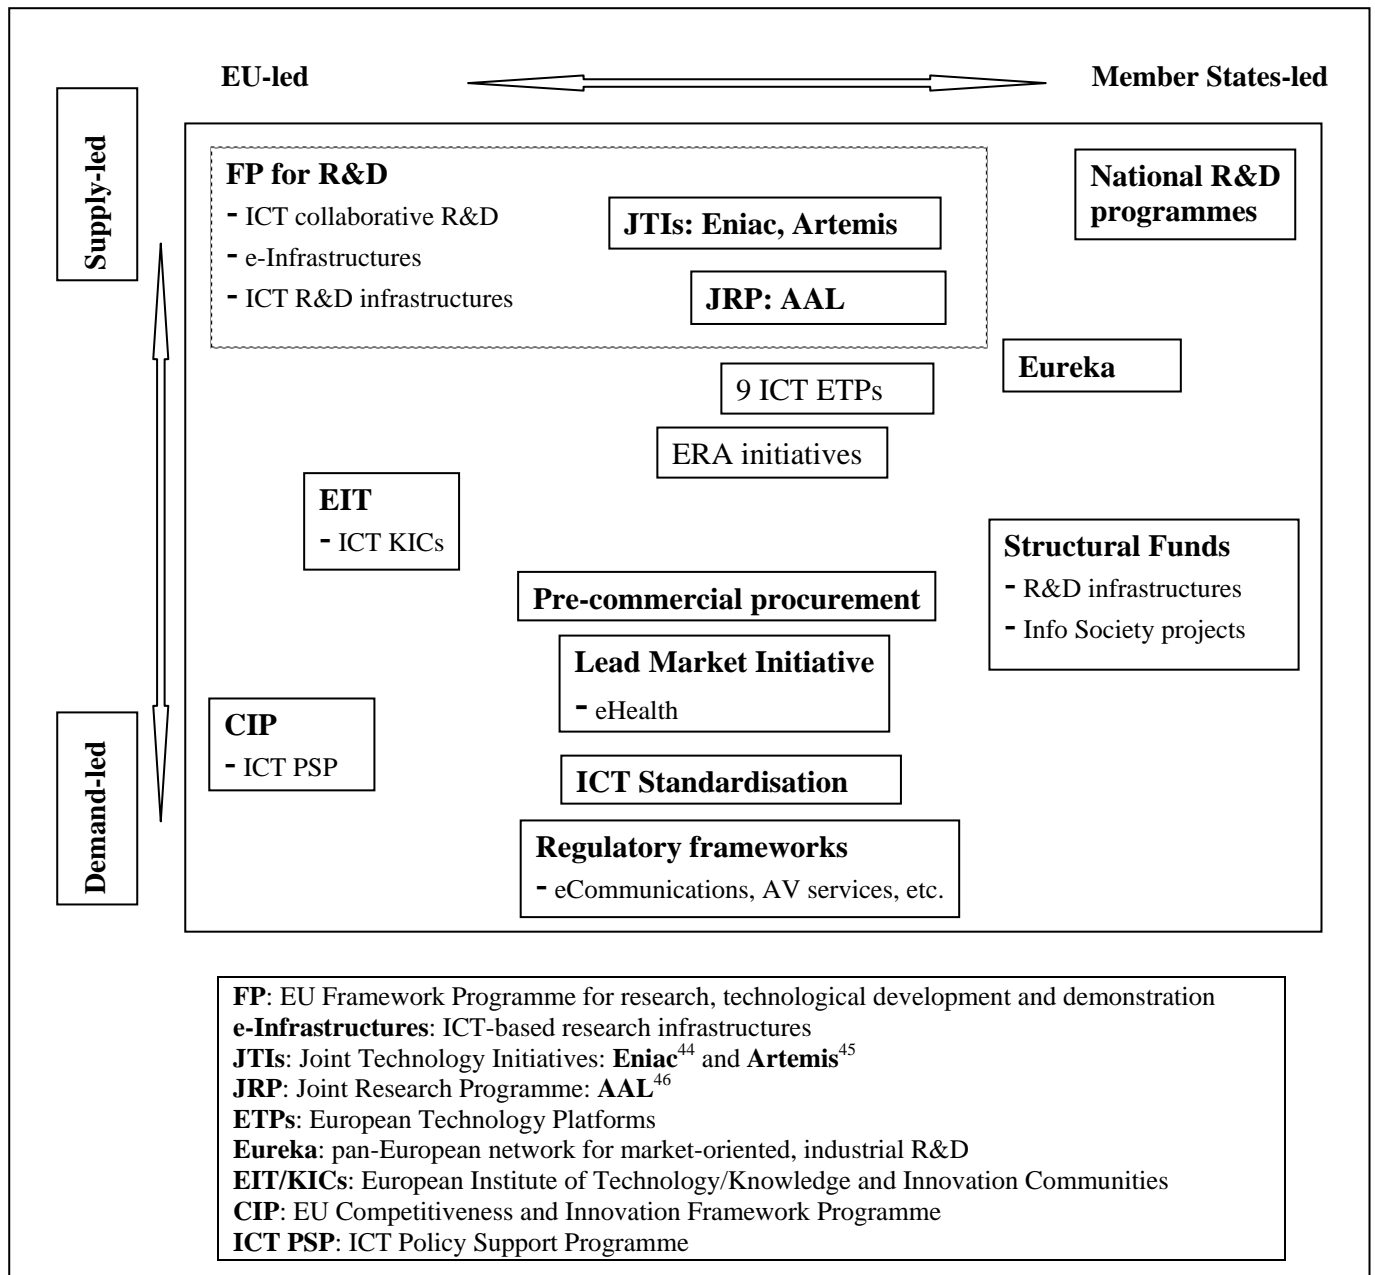 EU-led
Member States-led
Supply-led
FP for R&D
- ICT collaborative R&D
- e-Infrastructures
- ICT R&D infrastructures
JTIs: Eniac, Artemis
JRP: AAL
National R&D
programmes
Eureka
9 ICT ETPs
ERA initiatives
EIT
- ICT KICs
Structural Funds
- R&D infrastructures
- Info Society projects
Pre-commercial procurement
Lead Market Initiative
- eHealth
CIP
- ICT PSP
Demand-led
ICT Standardisation
Regulatory frameworks
- eCommunications, AV services, etc.
FP: EU Framework Programme for research, technological development and demonstration
e-Infrastructures: ICT-based research infrastructures
JTIs: Joint Technology Initiatives: Eniac44 and Artemis45
JRP: Joint Research Programme: AAL46
ETPs: European Technology Platforms
Eureka: pan-European network for market-oriented, industrial R&D
EIT/KICs: European Institute of Technology/Knowledge and Innovation Communities
CIP: EU Competitiveness and Innovation Framework Programme
ICT PSP: ICT Policy Support Programme